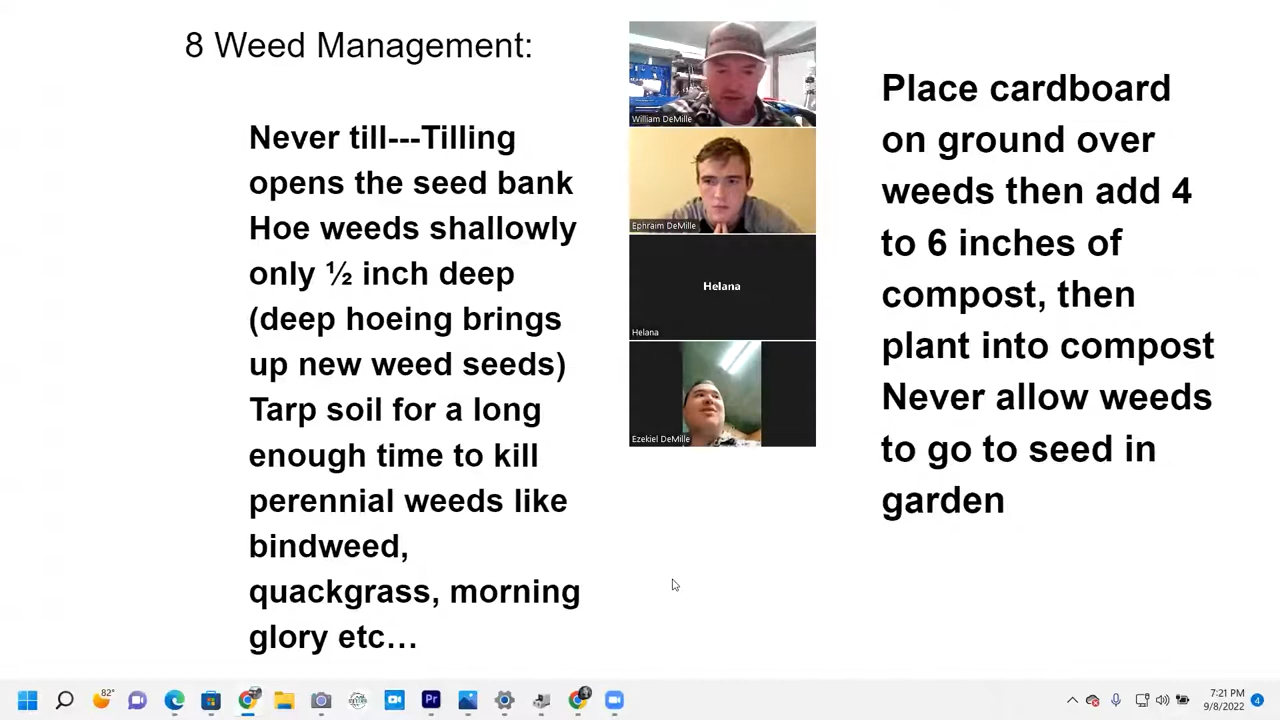 8 Weed Management:
Never till---Tilling
opens the seed bank
Hoe weeds shallowly
only ½ inch deep
(deep hoeing brings
up new weed seeds)
Tarp soil for a long
enough time to kill
perennial weeds like
bindweed,
quackgrass, morning
glory etc…
William DeMille
Ephraim DeMille
Helana
Helana
Ezekiel DeMille
Place cardboard
on ground over
weeds then add 4
to 6 inches of
compost, then
plant into compost
Never allow weeds
to go to seed in
garden
82°
Pr
7:21 PM
9/8/2022
4